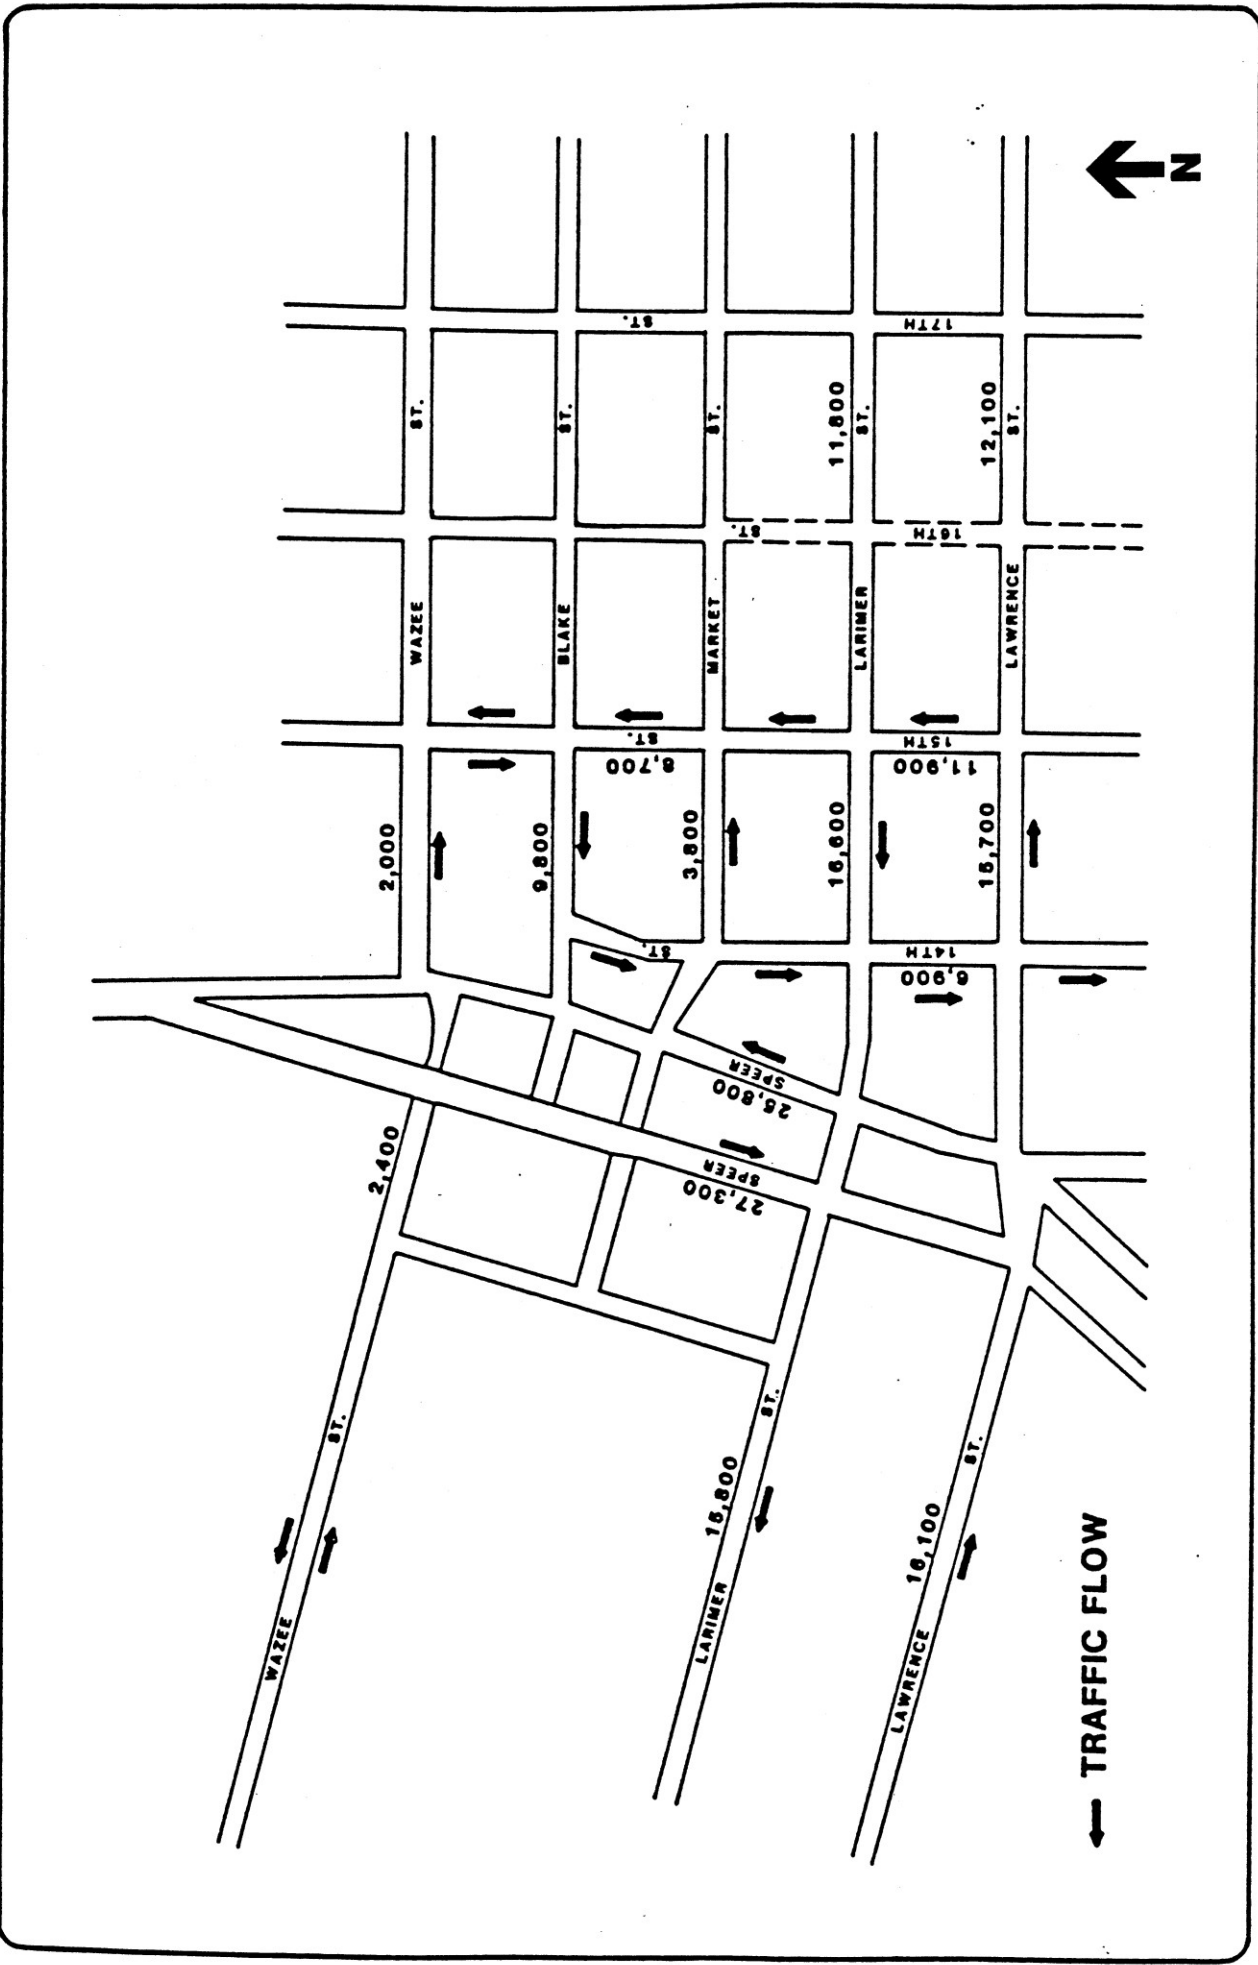 N
17TH ST.
WAZEE ST.
BLAKE ST.
MARKET ST.
LARIMER ST.
11,800
LAWRENCE ST.
12,100
16TH ST.
15TH ST.
8,700
11,900
2,000
9,800
3,800
16,600
15,700
14TH ST.
6,900
SPEER
25,800
SPEER
27,300
2,400
WAZEE ST.
15,800
LARIMER ST.
16,100
LAWRENCE ST.
TRAFFIC FLOW